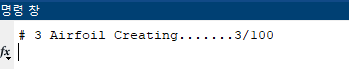 명령 창
# 3 Airfoil Creating.......3/100
fx